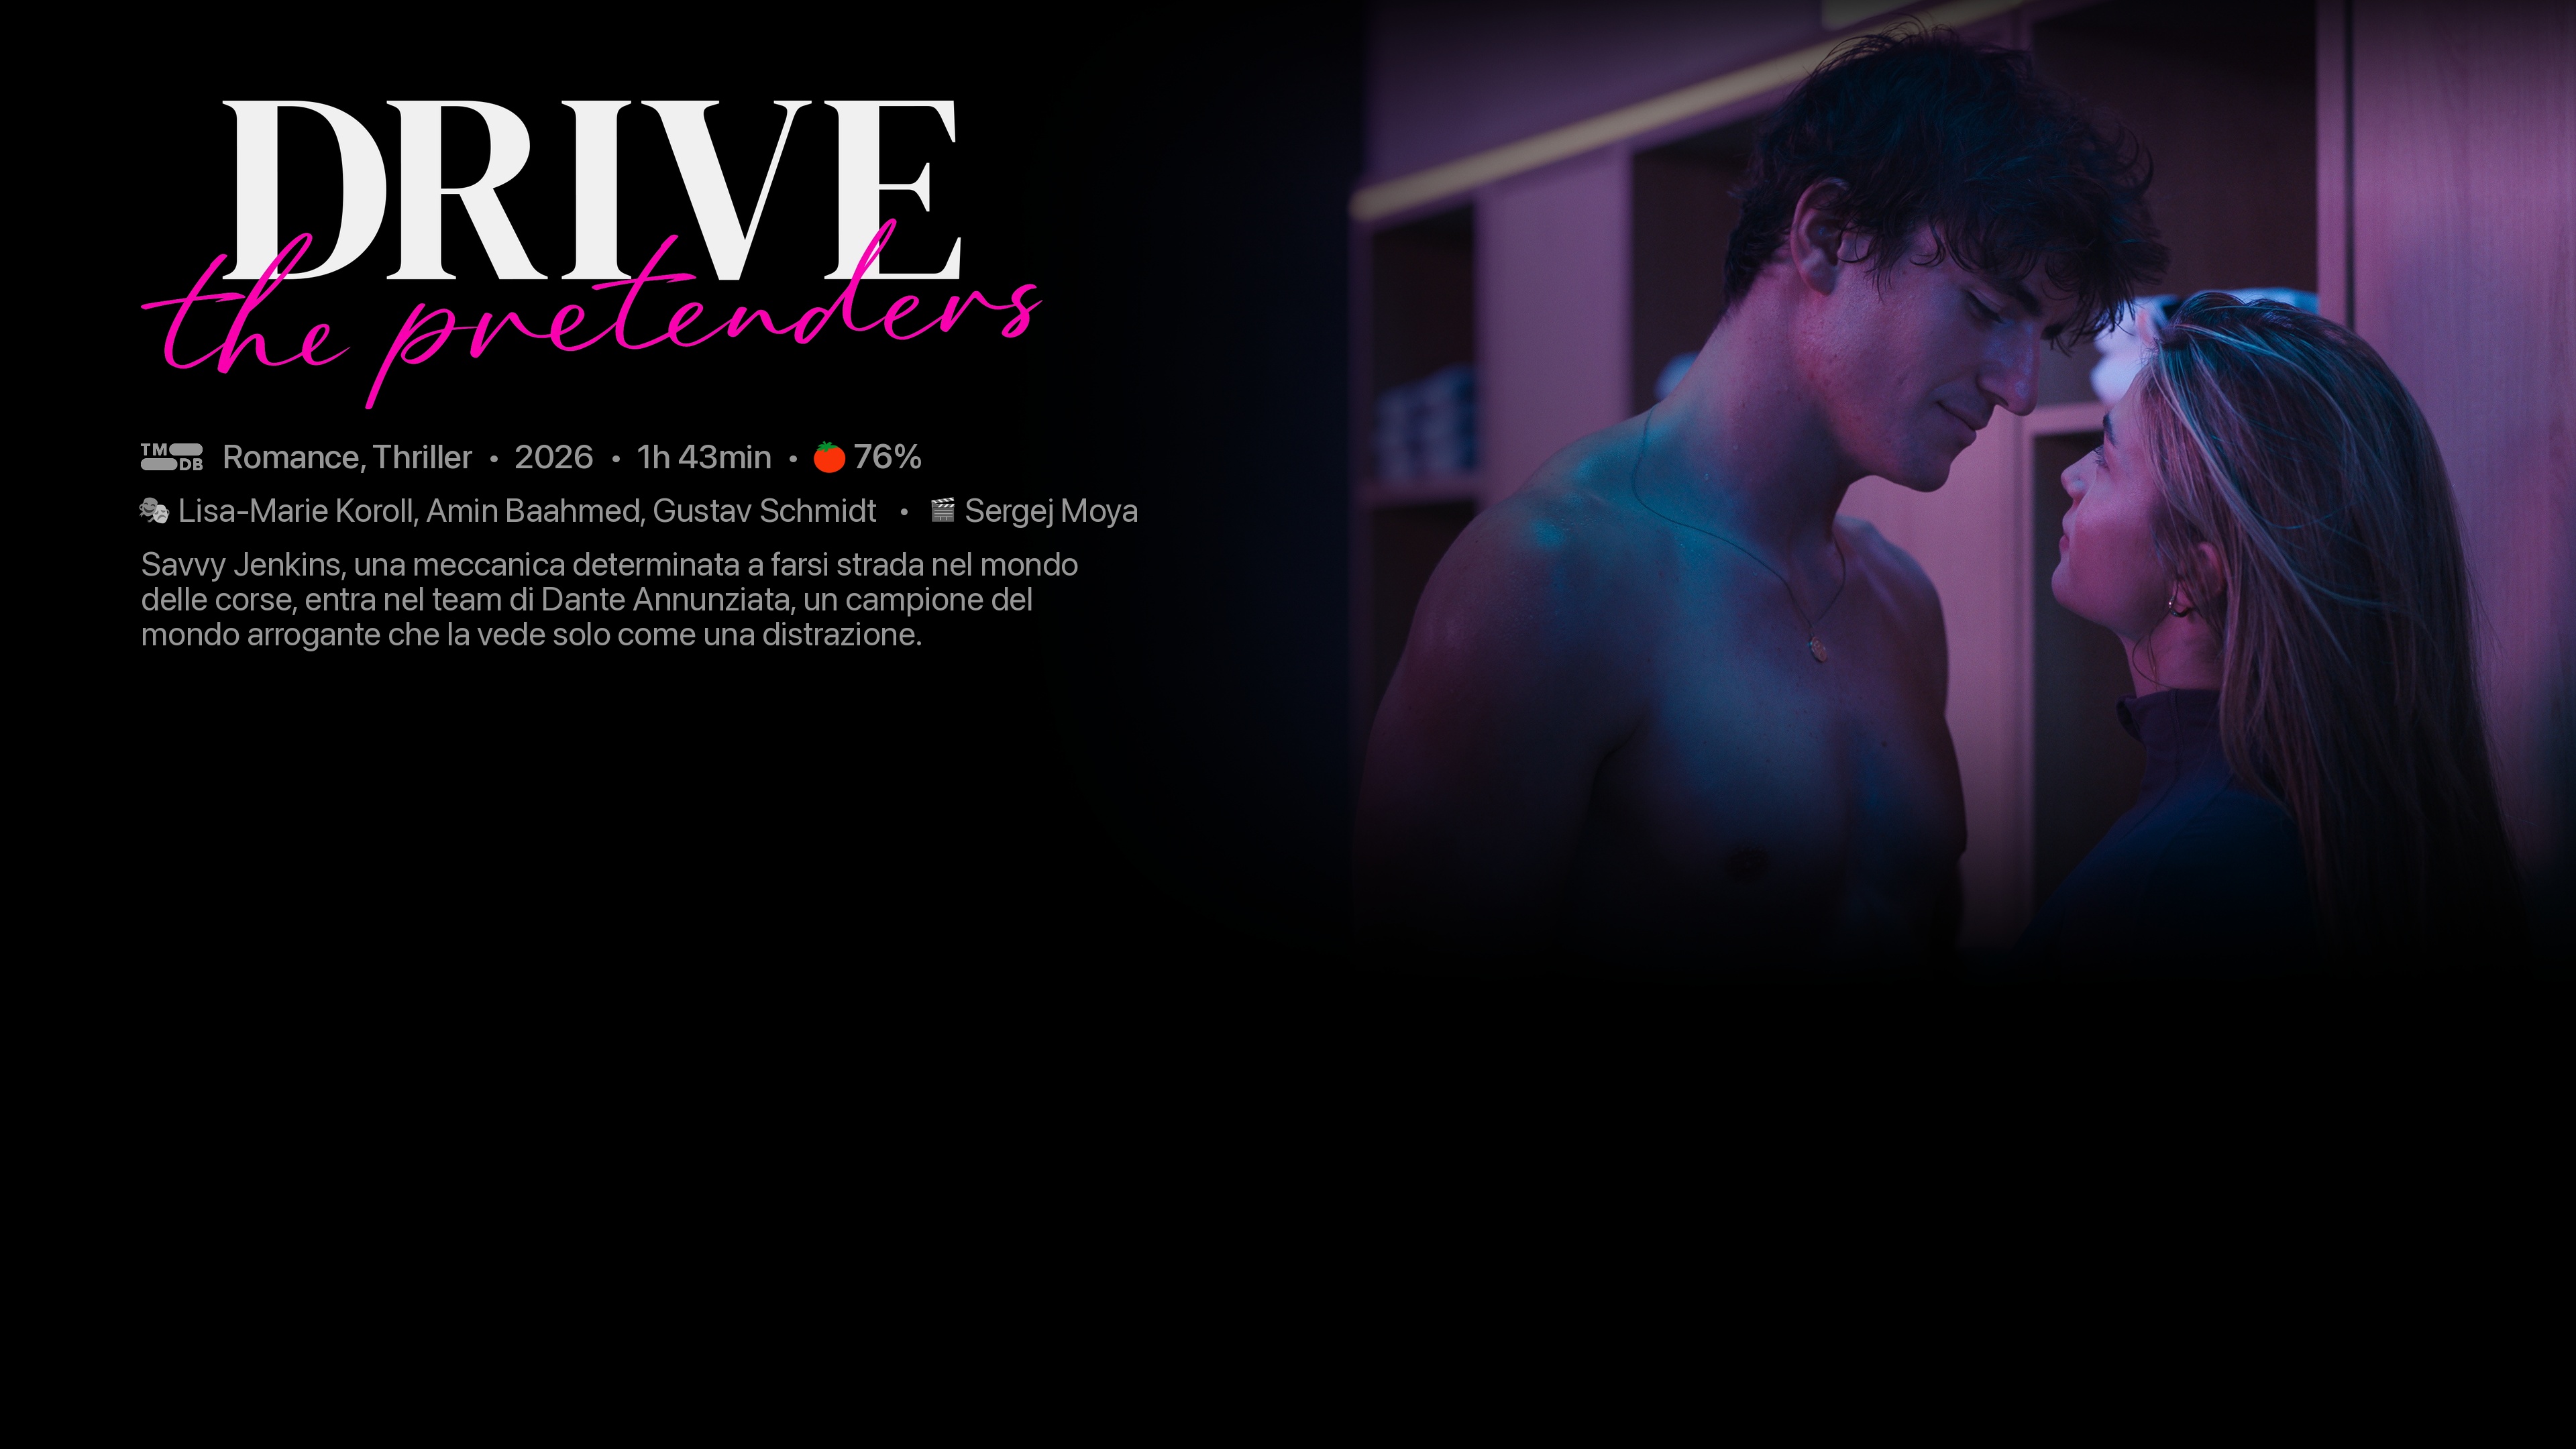 DRIVE
the pretenders
TMDB Romance, Thriller • 2026 • 1h 43min • 76%
Lisa-Marie Koroll, Amin Baahmed, Gustav Schmidt • Sergej Moya
Savvy Jenkins, una meccanica determinata a farsi strada nel mondo
delle corse, entra nel team di Dante Annunziata, un campione del
mondo arrogante che la vede solo come una distrazione.